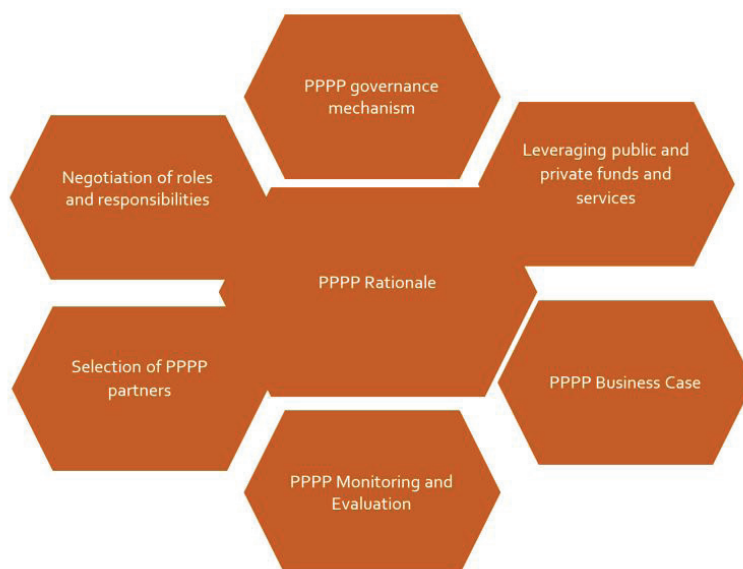 PPPP governance
mechanism
Leveraging public and
private funds and
services
Negotiation of roles
and responsibilities
PPPP Rationale
Selection of PPPP
partners
PPPP Business Case
PPPP Monitoring and
Evaluation